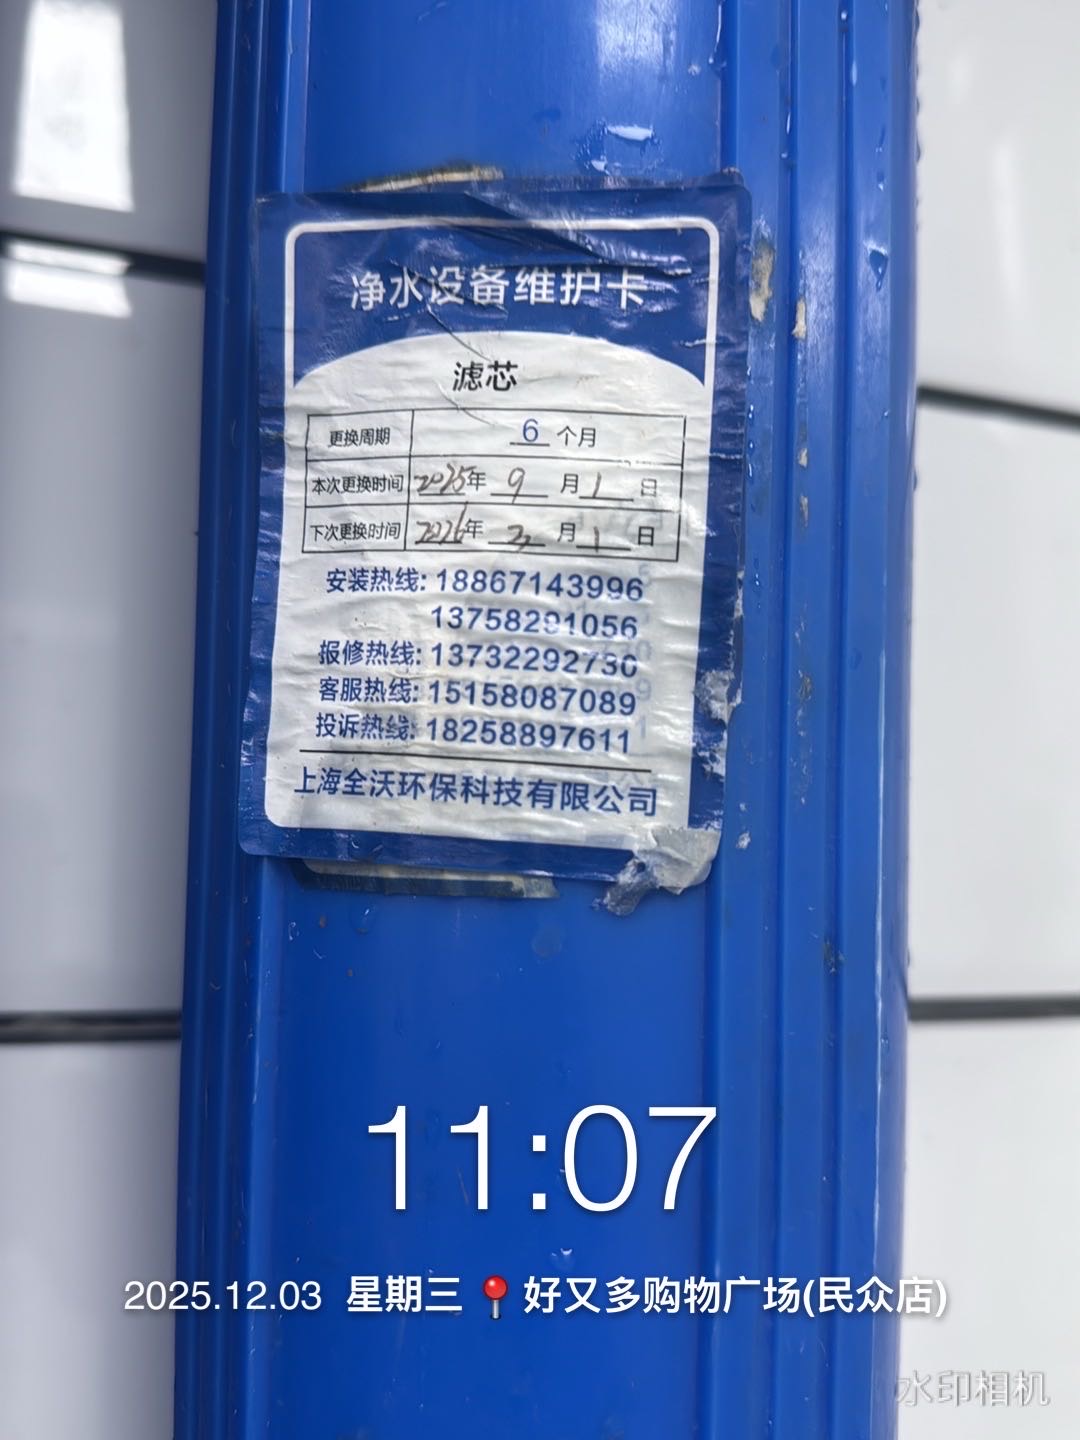 净水设备维护卡
滤芯
更换周期 6 个月
本次更换时间 2025年 9 月 1 日
下次更换时间 2026年 2 月 1 日
安装热线: 18867143996
13758291056
报修热线: 13732292730
客服热线: 15158087089
投诉热线: 18258897611
上海全沃环保科技有限公司
11:07
2025.12.03 星期三 📍 好又多购物广场(民众店)
水印相机